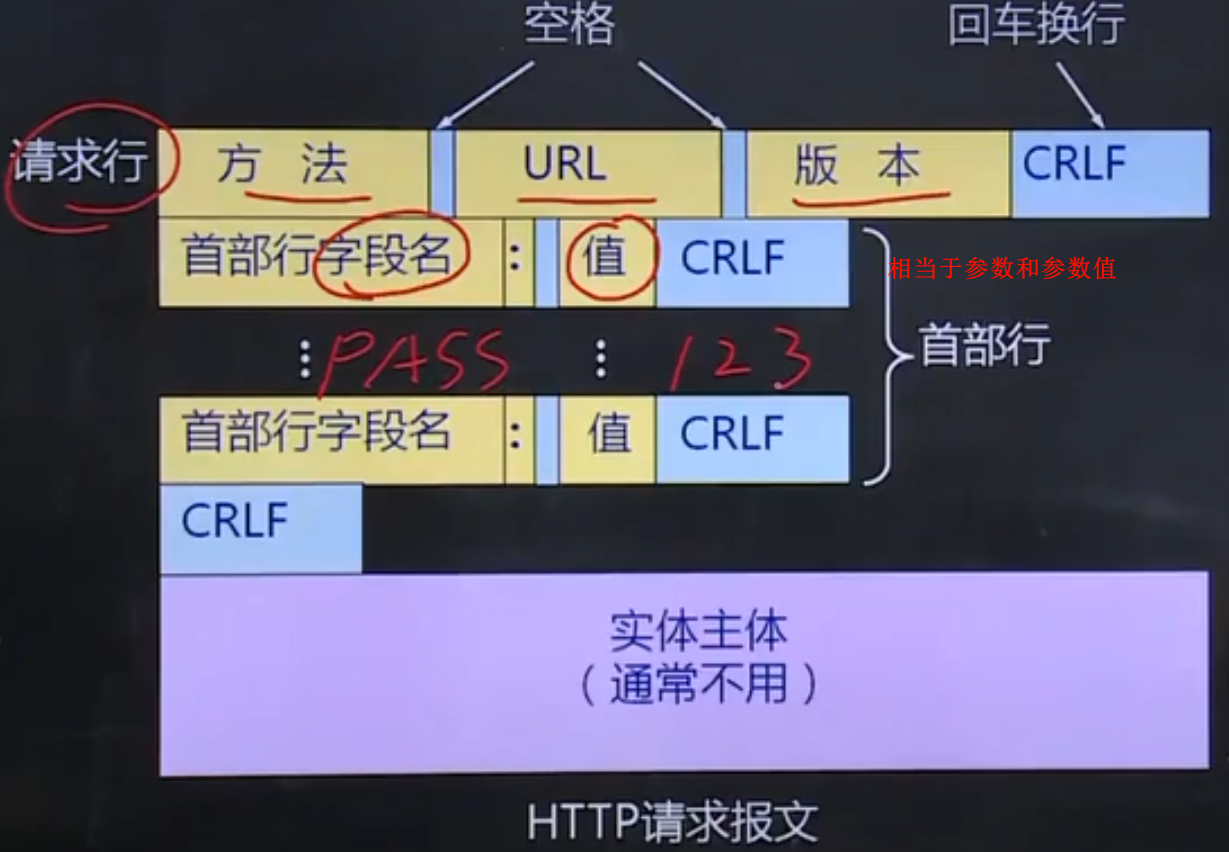 空格 回车换行
请求行 方 法 URL 版 本 CRLF
首部行字段名 : 值 CRLF
相当于参数和参数值
⋮ PASS ⋮ 123
首部行
首部行字段名 : 值 CRLF
CRLF
实体主体
（通常不用）
HTTP请求报文